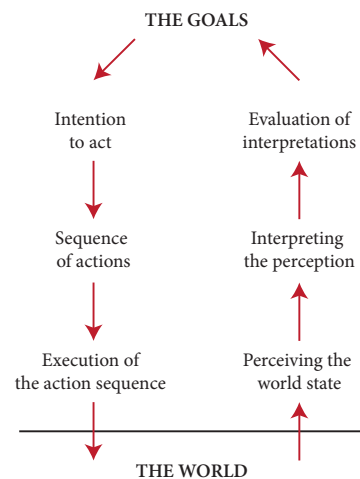 THE GOALS
Intention
to act
Evaluation of
interpretations
Sequence
of actions
Interpreting
the perception
Execution of
the action sequence
Perceiving the
world state
THE WORLD